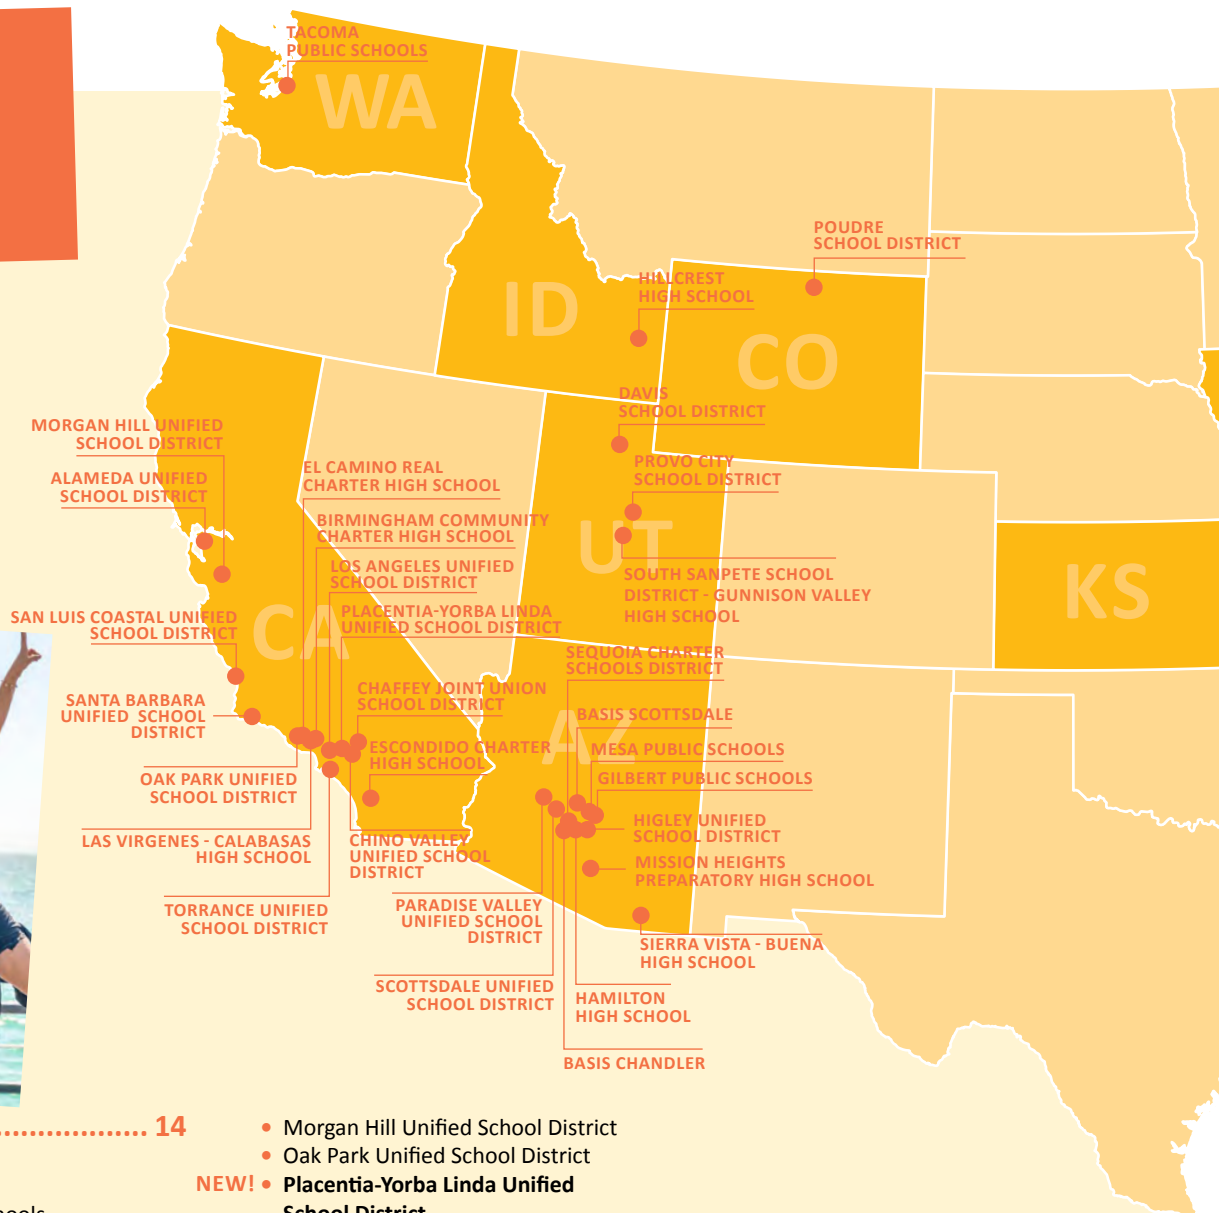 TACOMA
PUBLIC SCHOOLS
WA
POUDRE
SCHOOL DISTRICT
HILLCREST
HIGH SCHOOL
ID
CO
DAVIS
SCHOOL DISTRICT
MORGAN HILL UNIFIED
SCHOOL DISTRICT
ALAMEDA UNIFIED
SCHOOL DISTRICT
EL CAMINO REAL
CHARTER HIGH SCHOOL
PROVO CITY
SCHOOL DISTRICT
BIRMINGHAM COMMUNITY
CHARTER HIGH SCHOOL
UT
LOS ANGELES UNIFIED
SCHOOL DISTRICT
SOUTH SANPETE SCHOOL
DISTRICT - GUNNISON VALLEY
HIGH SCHOOL
KS
SAN LUIS COASTAL UNIFIED
SCHOOL DISTRICT
CA
PLACENTIA-YORBA LINDA
UNIFIED SCHOOL DISTRICT
SEQUOIA CHARTER
SCHOOLS DISTRICT
SANTA BARBARA
UNIFIED SCHOOL
DISTRICT
CHAFFEY JOINT UNION
SCHOOL DISTRICT
BASIS SCOTTSDALE
AZ
ESCONDIDO CHARTER
HIGH SCHOOL
MESA PUBLIC SCHOOLS
GILBERT PUBLIC SCHOOLS
OAK PARK UNIFIED
SCHOOL DISTRICT
HIGLEY UNIFIED
SCHOOL DISTRICT
LAS VIRGENES - CALABASAS
HIGH SCHOOL
CHINO VALLEY
UNIFIED SCHOOL
DISTRICT
MISSION HEIGHTS
PREPARATORY HIGH SCHOOL
TORRANCE UNIFIED
SCHOOL DISTRICT
PARADISE VALLEY
UNIFIED SCHOOL
DISTRICT
SIERRA VISTA - BUENA
HIGH SCHOOL
SCOTTSDALE UNIFIED
SCHOOL DISTRICT
HAMILTON
HIGH SCHOOL
BASIS CHANDLER
................... 14
• Morgan Hill Unified School District
• Oak Park Unified School District
NEW! • Placentia-Yorba Linda Unified
School District